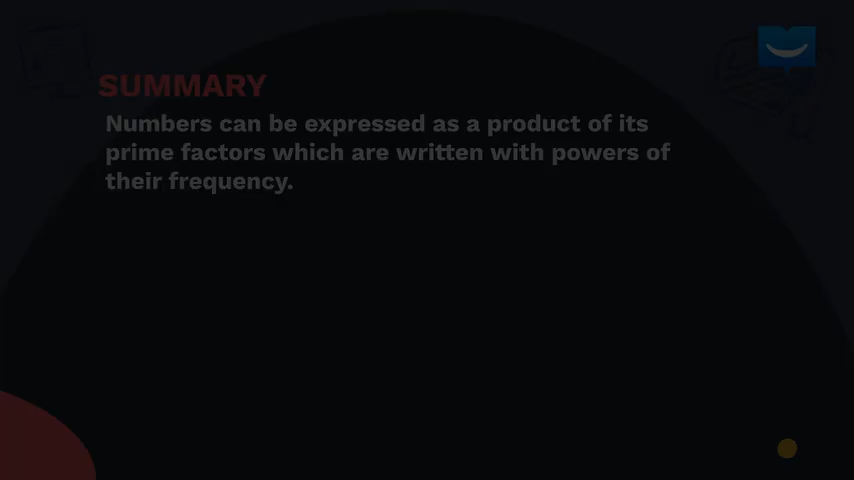 SUMMARY
Numbers can be expressed as a product of its
prime factors which are written with powers of
their frequency.